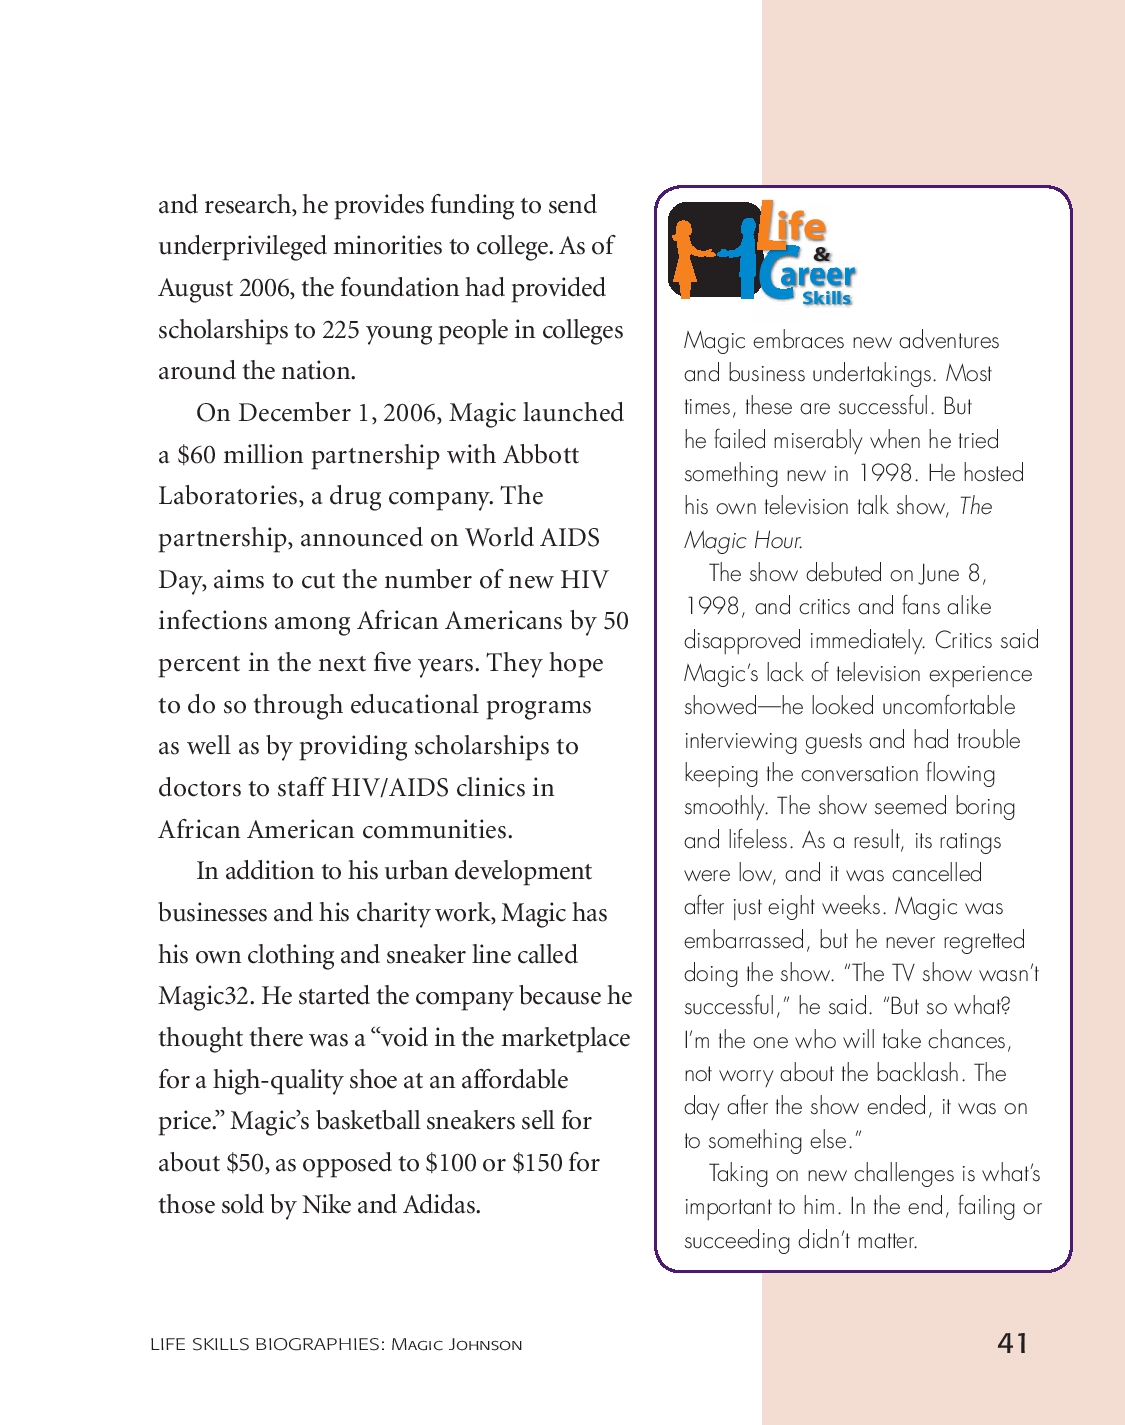 and research, he provides funding to send
underprivileged minorities to college. As of
August 2006, the foundation had provided
scholarships to 225 young people in colleges
around the nation.
On December 1, 2006, Magic launched
a $60 million partnership with Abbott
Laboratories, a drug company. The
partnership, announced on World AIDS
Day, aims to cut the number of new HIV
infections among African Americans by 50
percent in the next five years. They hope
to do so through educational programs
as well as by providing scholarships to
doctors to staff HIV/AIDS clinics in
African American communities.
In addition to his urban development
businesses and his charity work, Magic has
his own clothing and sneaker line called
Magic32. He started the company because he
thought there was a “void in the marketplace
for a high-quality shoe at an affordable
price.” Magic’s basketball sneakers sell for
about $50, as opposed to $100 or $150 for
those sold by Nike and Adidas.
Life
&
Career
Skills
Magic embraces new adventures
and business undertakings. Most
times, these are successful. But
he failed miserably when he tried
something new in 1998. He hosted
his own television talk show, The
Magic Hour.
The show debuted on June 8,
1998, and critics and fans alike
disapproved immediately. Critics said
Magic’s lack of television experience
showed—he looked uncomfortable
interviewing guests and had trouble
keeping the conversation flowing
smoothly. The show seemed boring
and lifeless. As a result, its ratings
were low, and it was cancelled
after just eight weeks. Magic was
embarrassed, but he never regretted
doing the show. “The TV show wasn’t
successful,” he said. “But so what?
I’m the one who will take chances,
not worry about the backlash. The
day after the show ended, it was on
to something else.”
Taking on new challenges is what’s
important to him. In the end, failing or
succeeding didn’t matter.
LIFE SKILLS BIOGRAPHIES: Magic Johnson
41